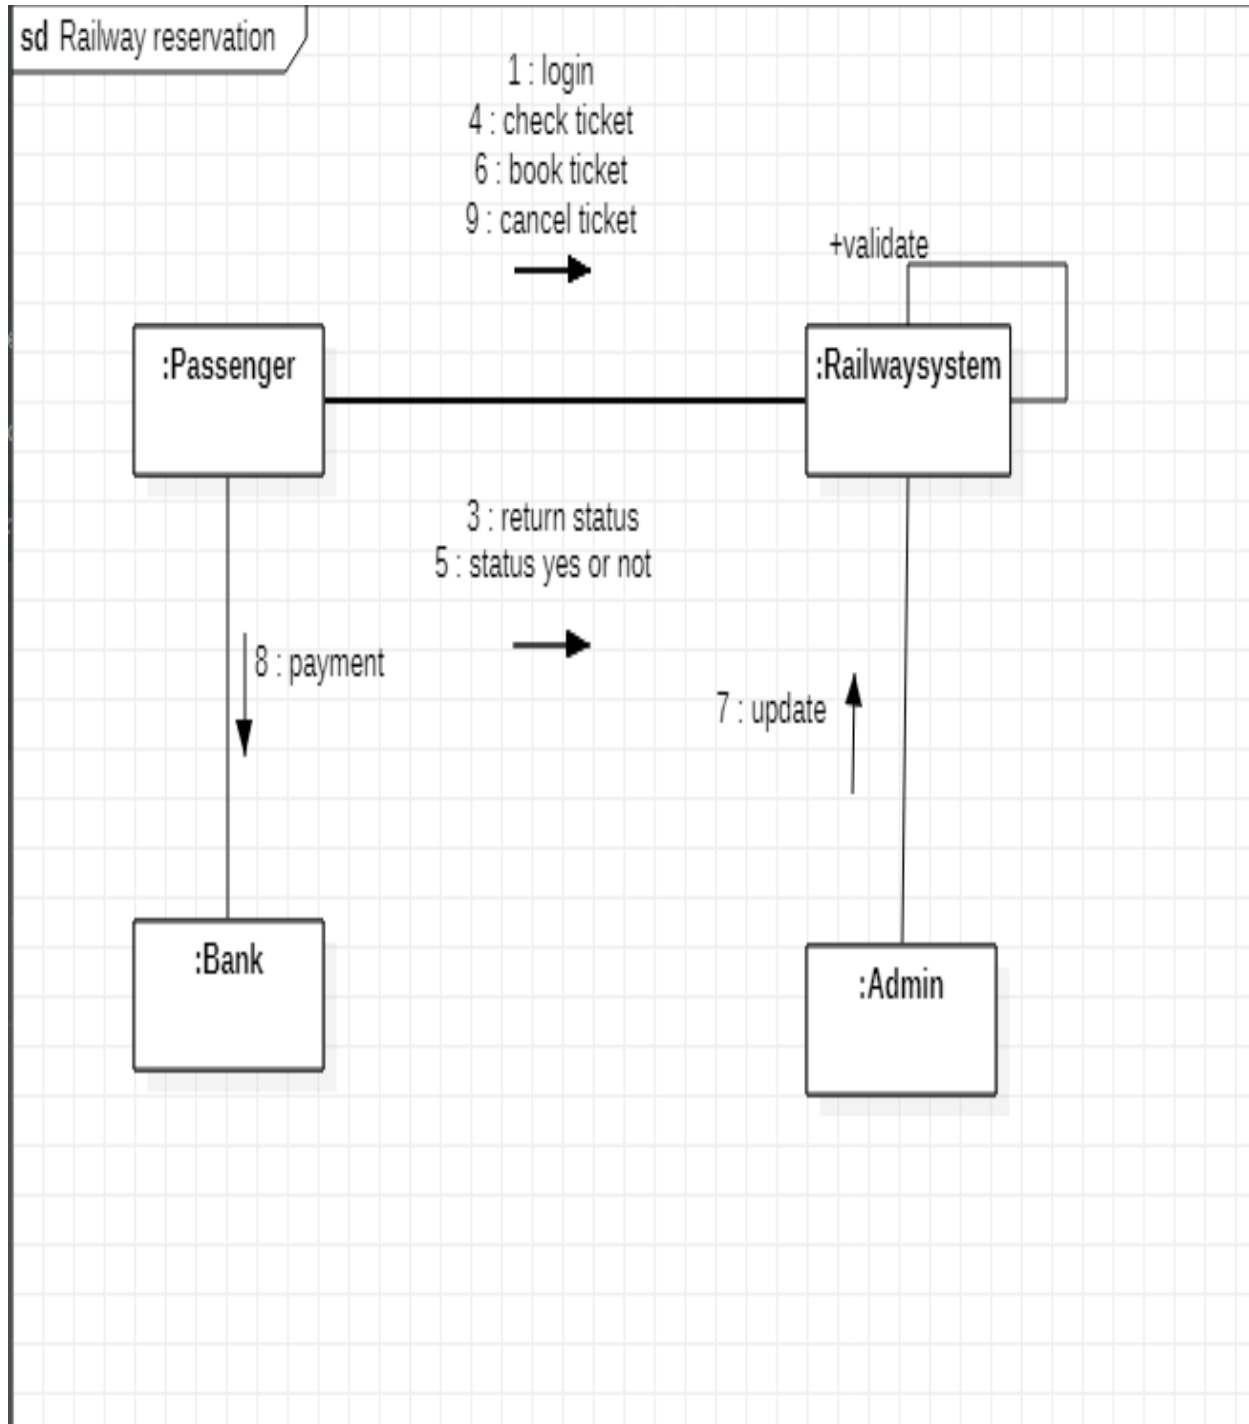 sd Railway reservation
1 : login
4 : check ticket
6 : book ticket
9 : cancel ticket
+validate
:Passenger
:Railwaysystem
3 : return status
5 : status yes or not
8 : payment
7 : update
:Bank
:Admin